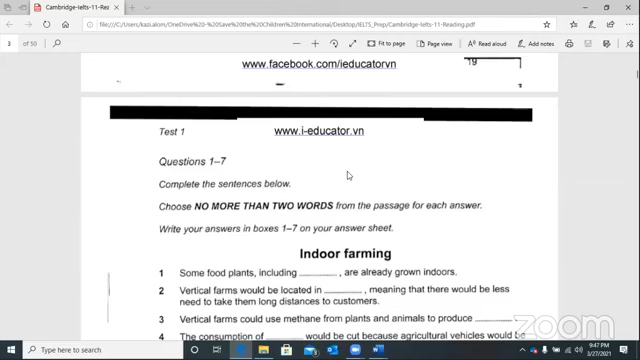 Cambridge-ielts-11-Reading.pdf
file:///C:/Users/kazi.alom/OneDrive%20-%20Save%20the%20Children%20International/Desktop/IELTS_Prep/Cambridge-ielts-11-Reading.pdf
3 of 50
Fit to page
Page view
Read aloud
Add notes
www.facebook.com/ieducatorvn
19
Test 1
www.i-educator.vn
Questions 1–7
Complete the sentences below.
Choose NO MORE THAN TWO WORDS from the passage for each answer.
Write your answers in boxes 1–7 on your answer sheet.
Indoor farming
1 Some food plants, including ________, are already grown indoors.
2 Vertical farms would be located in ________, meaning that there would be less
need to take them long distances to customers.
3 Vertical farms could use methane from plants and animals to produce ________.
4 The consumption of ________ would be cut because agricultural vehicles would be
zoom
Type here to search
9:47 PM
3/27/2021